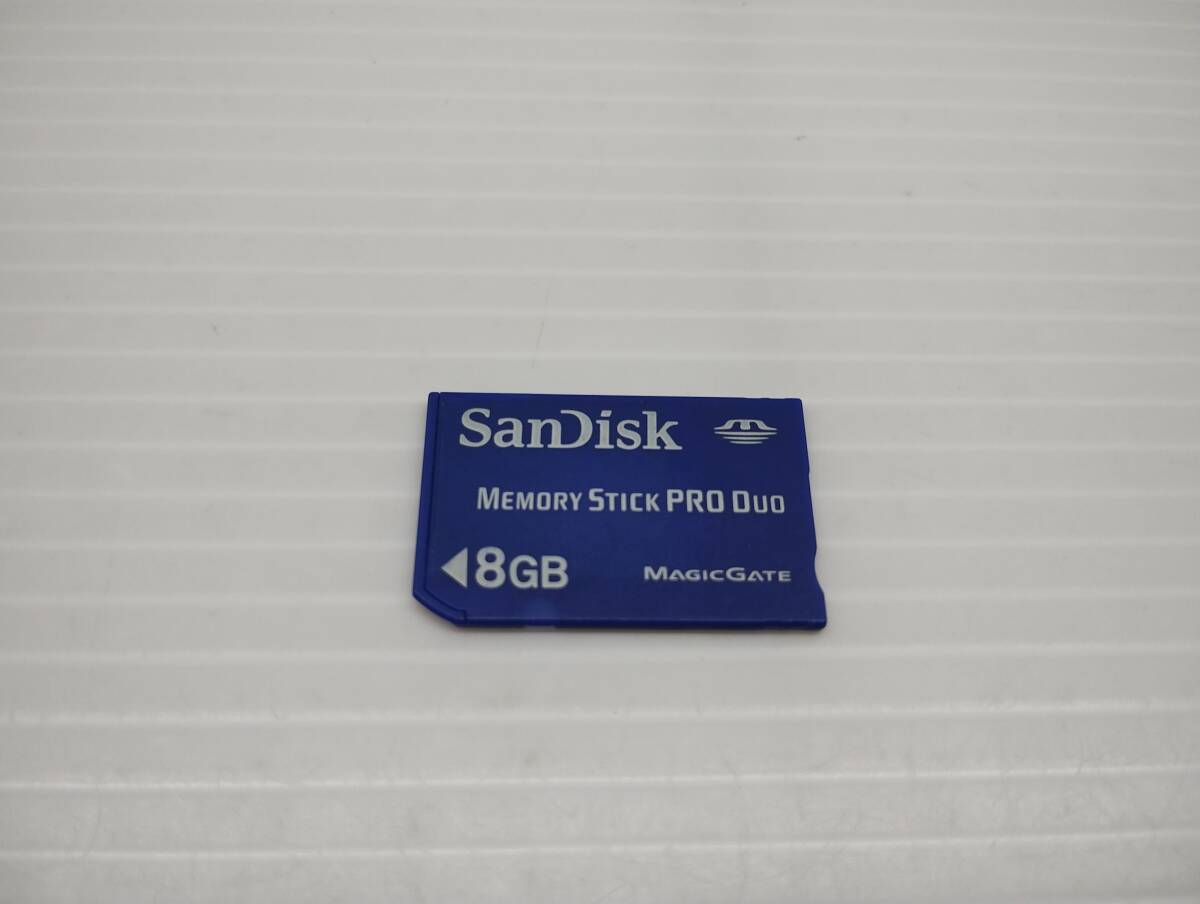 SanDisk
MEMORY STICK PRO DUO
8GB
MAGICGATE